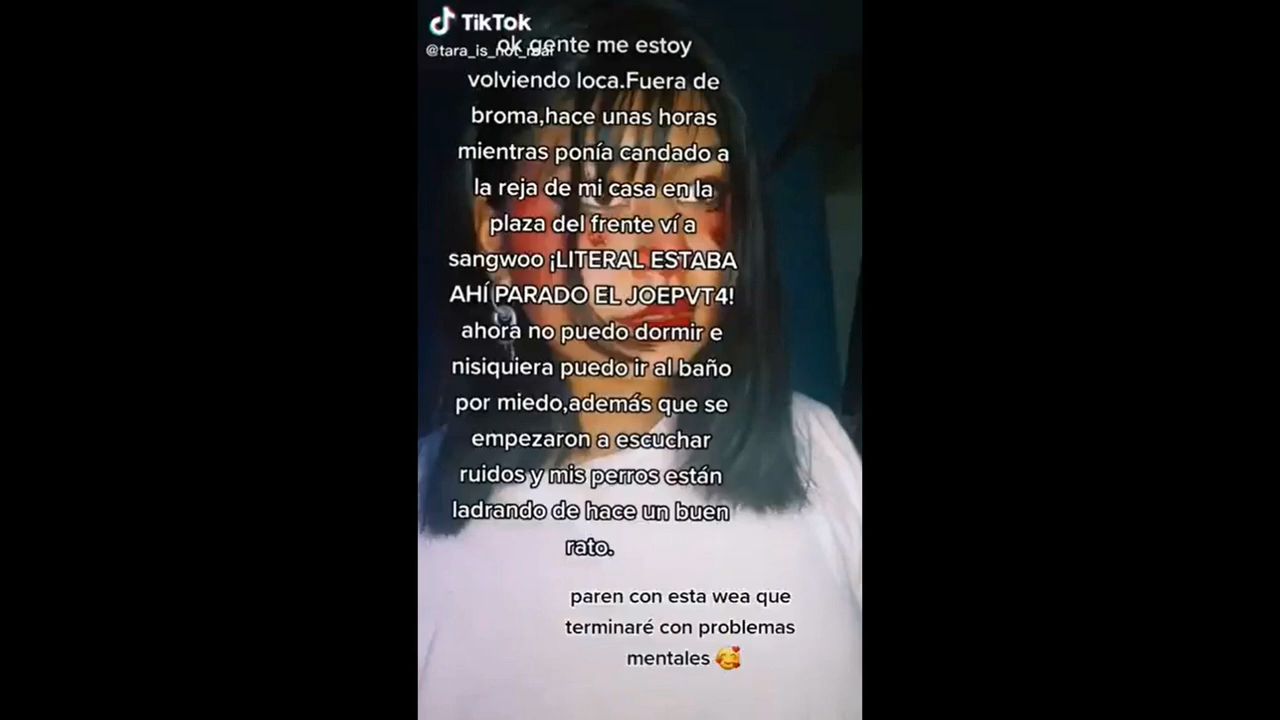 TikTok
ok gente me estoy
@tara_is_not_real
volviendo loca.Fuera de
broma,hace unas horas
mientras ponía candado a
la reja de mi casa en la
plaza del frente ví a
sangwoo ¡LITERAL ESTABA
AHÍ PARADO EL JOEPVT4!
ahora no puedo dormir e
nisiquiera puedo ir al baño
por miedo,además que se
empezaron a escuchar
ruidos y mis perros están
ladrando de hace un buen
rato.
paren con esta wea que
terminaré con problemas
mentales 🥰